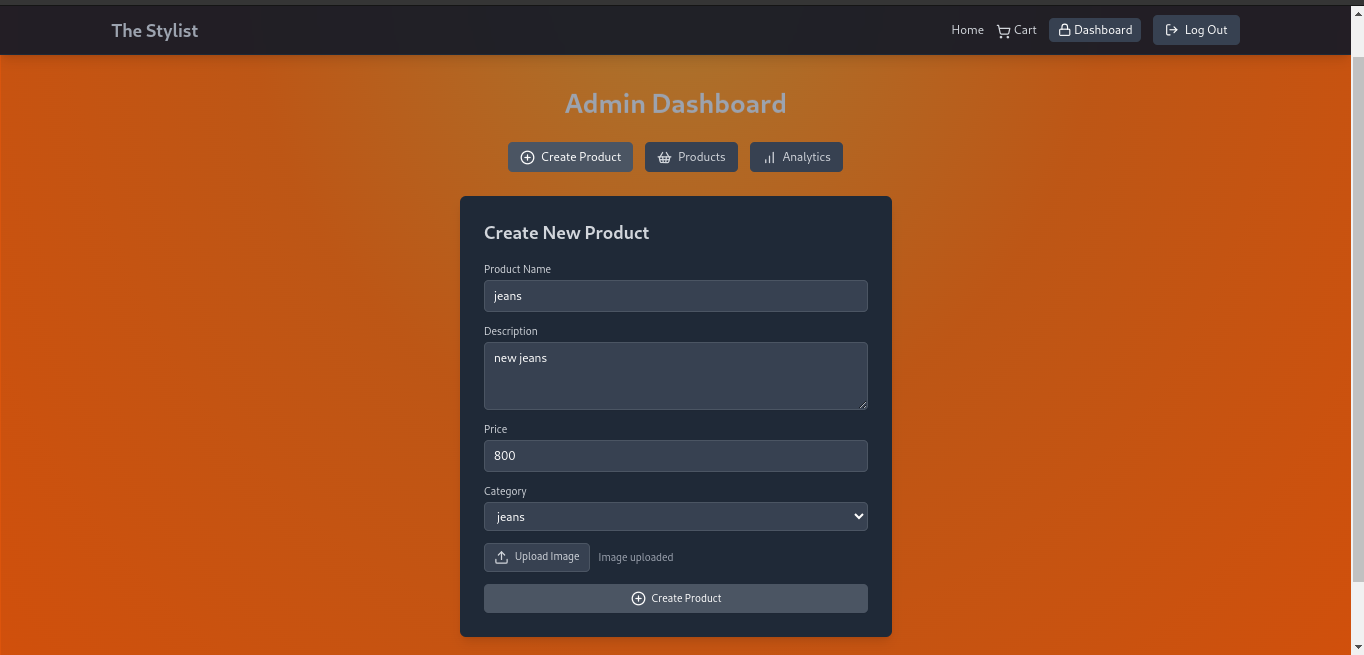 The Stylist
Home Cart Dashboard Log Out
Admin Dashboard
Create Product Products Analytics
Create New Product
Product Name
jeans
Description
new jeans
Price
800
Category
jeans
Upload Image Image uploaded
Create Product